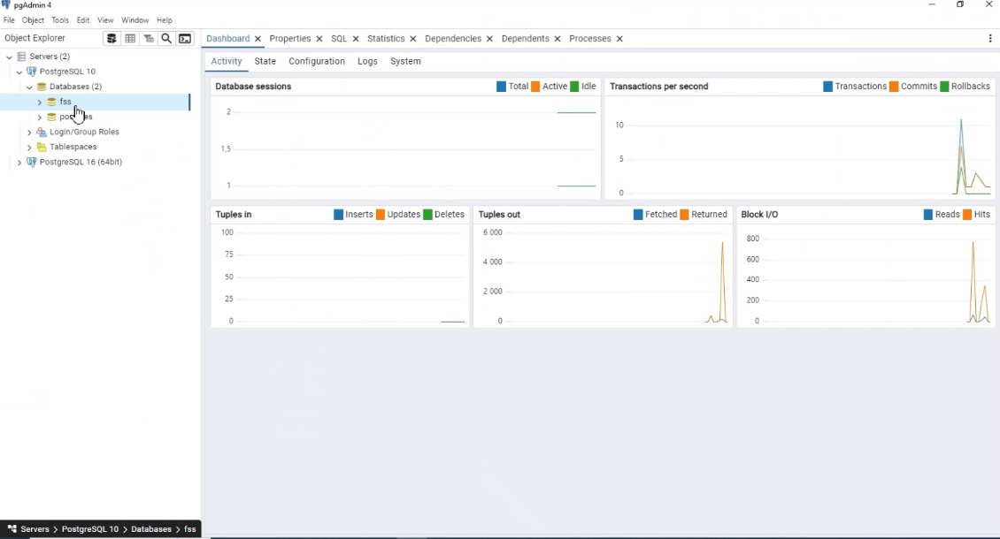 pgAdmin 4
File Object Tools Edit View Window Help
Object Explorer
Servers (2)
PostgreSQL 10
Databases (2)
fss
Login/Group Roles
Tablespaces
PostgreSQL 16 (64bit)
Dashboard Properties SQL Statistics Dependencies Dependents Processes
Activity State Configuration Logs System
Database sessions Total Active Idle
2
1,5
1
Transactions per second Transactions Commits Rollbacks
10
5
0
Tuples in Inserts Updates Deletes
100
75
50
25
0
Tuples out Fetched Returned
6 000
4 000
2 000
0
Block I/O Reads Hits
800
600
400
200
0
Servers > PostgreSQL 10 > Databases > fss